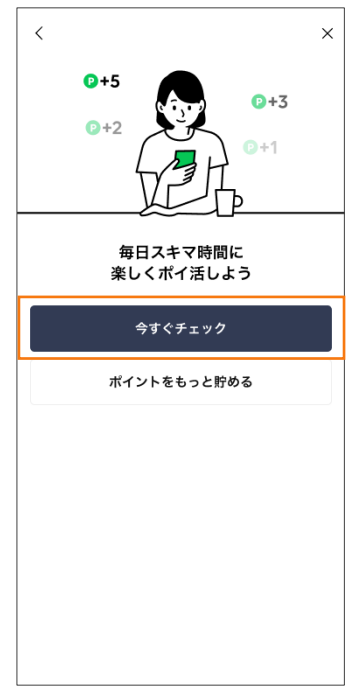 P+5
P+3
P+2
P+1
毎日スキマ時間に
楽しくポイ活しよう
今すぐチェック
ポイントをもっと貯める